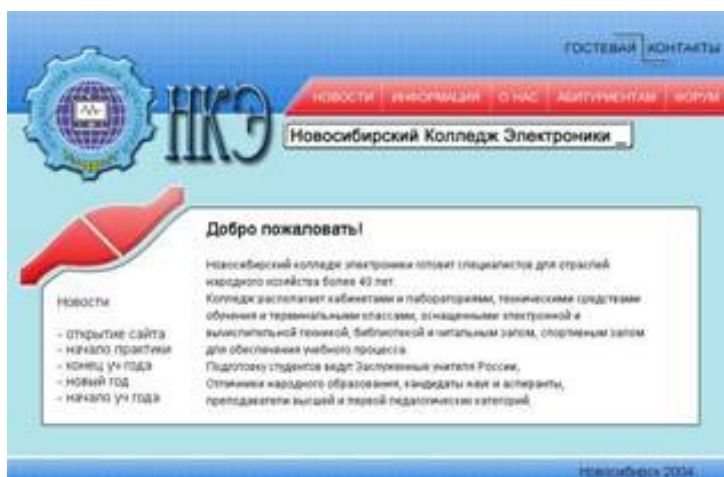 ГОСТЕВАЯ КОНТАКТЫ
НОВОСТИ ИНФОРМАЦИЯ О НАС АБИТУРИЕНТАМ ФОРУМ
НКЭ
Новосибирский Колледж Электроники _
Добро пожаловать!
Новосибирский колледж электроники готовит специалистов для отраслей
народного хозяйства более 40 лет.
Колледж располагает кабинетами и лабораториями, техническими средствами
обучения и терминальными классами, оснащенными электронной и
вычислительной техникой, библиотекой и читальным залом, спортивным залом
для обеспечения учебного процесса.
Подготовку студентов ведут Заслуженные учителя России,
Отличники народного образования, кандидаты наук и аспиранты,
преподаватели высшей и первой педагогических категорий.
Новости
- открытие сайта
- начало практики
- конец уч года
- новый год
- начало уч года
Новосибирск 2004